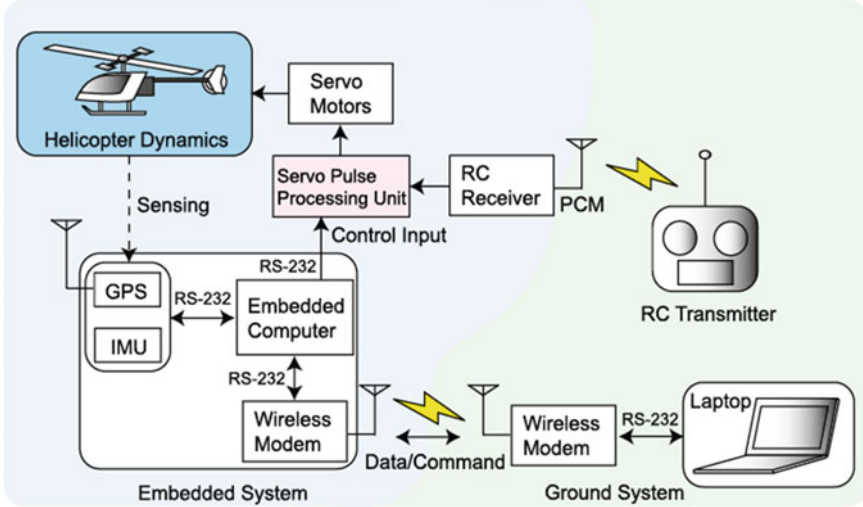 Helicopter Dynamics
Servo
Motors
Servo Pulse
Processing Unit
RC
Receiver
PCM
Sensing
Control Input
RC Transmitter
RS-232
GPS
IMU
RS-232
Embedded
Computer
RS-232
Wireless
Modem
Data/Command
Wireless
Modem
RS-232
Laptop
Embedded System
Ground System